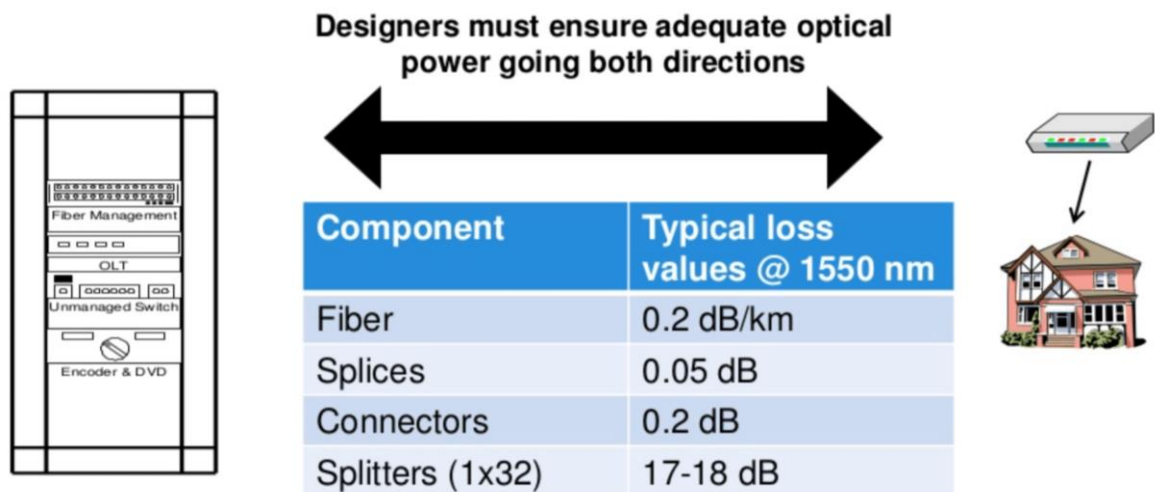 Designers must ensure adequate optical
power going both directions
Fiber Management
OLT
Unmanaged Switch
Encoder & DVD
Component
Typical loss
values @ 1550 nm
Fiber
0.2 dB/km
Splices
0.05 dB
Connectors
0.2 dB
Splitters (1x32)
17-18 dB